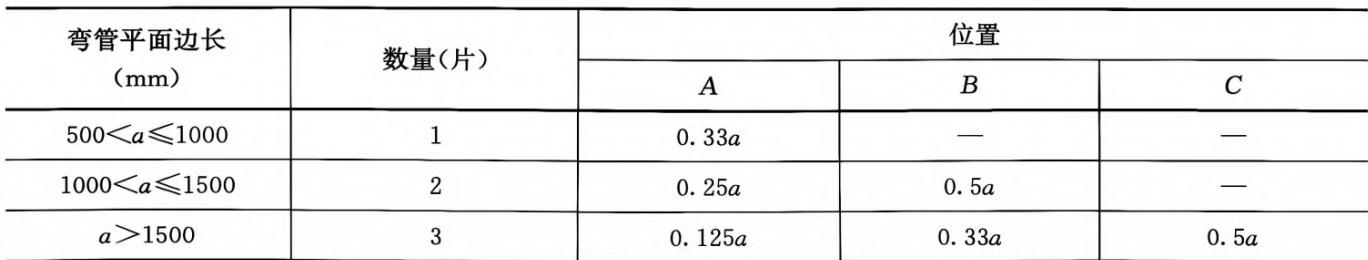 弯管平面边长
(mm)
数量(片)
位置
A B C
500<a≤1000 1 0.33a — —
1000<a≤1500 2 0.25a 0.5a —
a>1500 3 0.125a 0.33a 0.5a